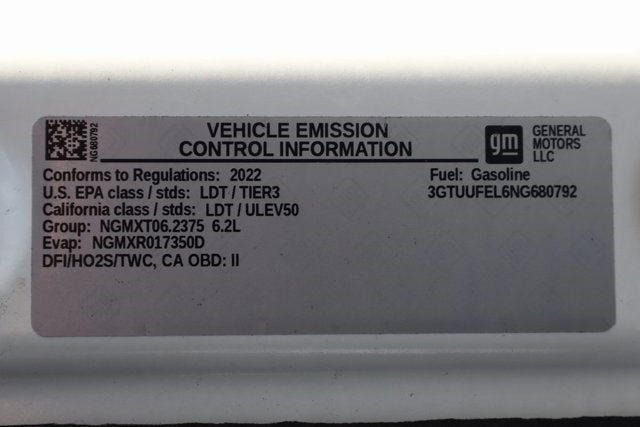 NG680792
VEHICLE EMISSION
CONTROL INFORMATION
gm
GENERAL
MOTORS
LLC
Conforms to Regulations: 2022
Fuel: Gasoline
U.S. EPA class / stds: LDT / TIER3
3GTUUFEL6NG680792
California class / stds: LDT / ULEV50
Group: NGMXT06.2375 6.2L
Evap: NGMXR017350D
DFI/HO2S/TWC, CA OBD: II